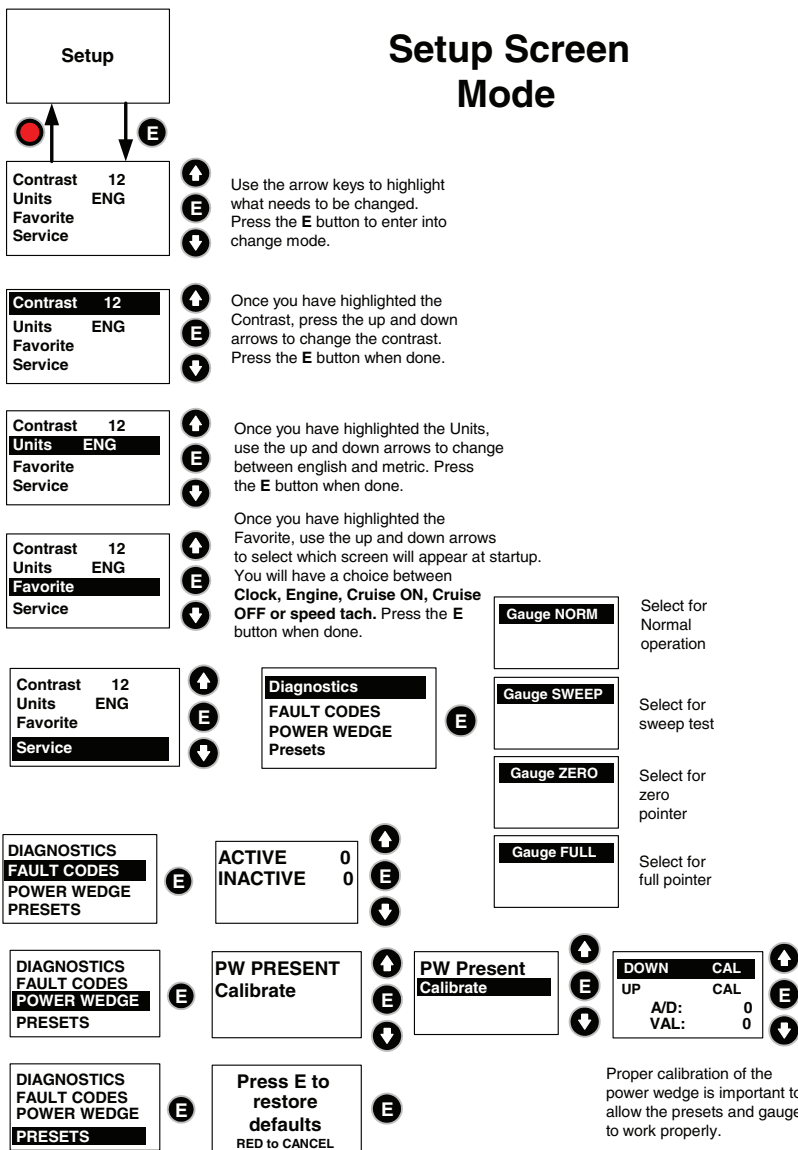 Setup Screen
Mode
Setup
E
Contrast 12
Units ENG
Favorite
Service
E
Use the arrow keys to highlight
what needs to be changed.
Press the E button to enter into
change mode.
Contrast 12
Units ENG
Favorite
Service
E
Once you have highlighted the
Contrast, press the up and down
arrows to change the contrast.
Press the E button when done.
Contrast 12
Units ENG
Favorite
Service
E
Once you have highlighted the Units,
use the up and down arrows to change
between english and metric. Press
the E button when done.
Contrast 12
Units ENG
Favorite
Service
E
Once you have highlighted the
Favorite, use the up and down arrows
to select which screen will appear at startup.
You will have a choice between
Clock, Engine, Cruise ON, Cruise
OFF or speed tach. Press the E
button when done.
Contrast 12
Units ENG
Favorite
Service
E
Diagnostics
FAULT CODES
POWER WEDGE
Presets
E
Gauge NORM
Select for
Normal
operation
Gauge SWEEP
Select for
sweep test
Gauge ZERO
Select for
zero
pointer
Gauge FULL
Select for
full pointer
DIAGNOSTICS
FAULT CODES
POWER WEDGE
PRESETS
E
ACTIVE 0
INACTIVE 0
E
DIAGNOSTICS
FAULT CODES
POWER WEDGE
PRESETS
E
PW PRESENT
Calibrate
E
PW Present
Calibrate
E
DOWN CAL
UP CAL
A/D: 0
VAL: 0
E
Proper calibration of the
power wedge is important to
allow the presets and gauge
to work properly.
DIAGNOSTICS
FAULT CODES
POWER WEDGE
PRESETS
E
Press E to
restore
defaults
RED to CANCEL
E